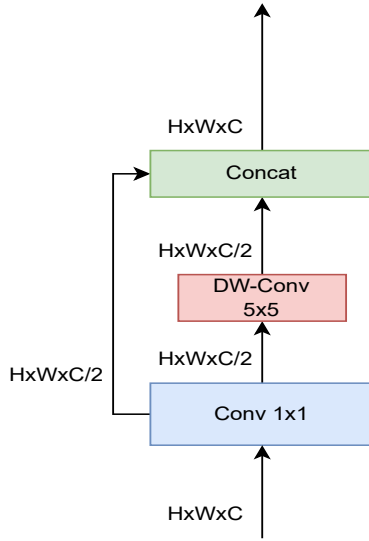 HxWxC
Concat
HxWxC/2
DW-Conv
5x5
HxWxC/2
HxWxC/2
Conv 1x1
HxWxC